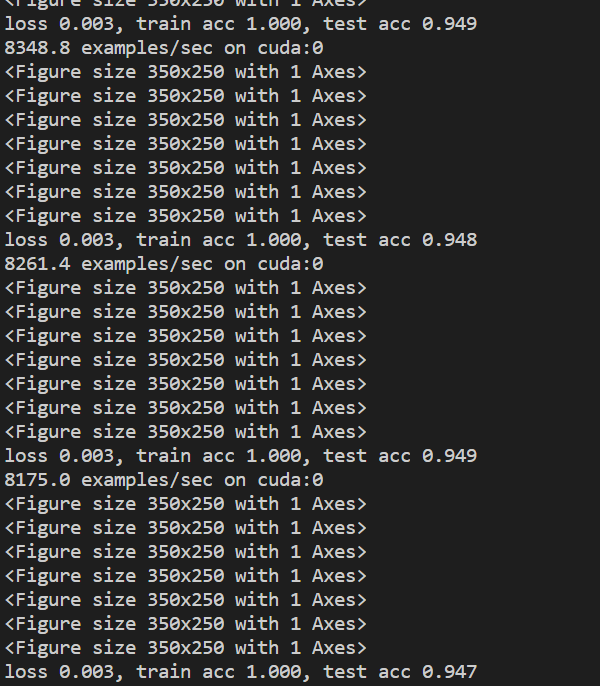 <Figure size 350x250 with 1 Axes>
loss 0.003, train acc 1.000, test acc 0.949
8348.8 examples/sec on cuda:0
<Figure size 350x250 with 1 Axes>
<Figure size 350x250 with 1 Axes>
<Figure size 350x250 with 1 Axes>
<Figure size 350x250 with 1 Axes>
<Figure size 350x250 with 1 Axes>
<Figure size 350x250 with 1 Axes>
<Figure size 350x250 with 1 Axes>
loss 0.003, train acc 1.000, test acc 0.948
8261.4 examples/sec on cuda:0
<Figure size 350x250 with 1 Axes>
<Figure size 350x250 with 1 Axes>
<Figure size 350x250 with 1 Axes>
<Figure size 350x250 with 1 Axes>
<Figure size 350x250 with 1 Axes>
<Figure size 350x250 with 1 Axes>
<Figure size 350x250 with 1 Axes>
loss 0.003, train acc 1.000, test acc 0.949
8175.0 examples/sec on cuda:0
<Figure size 350x250 with 1 Axes>
<Figure size 350x250 with 1 Axes>
<Figure size 350x250 with 1 Axes>
<Figure size 350x250 with 1 Axes>
<Figure size 350x250 with 1 Axes>
<Figure size 350x250 with 1 Axes>
<Figure size 350x250 with 1 Axes>
loss 0.003, train acc 1.000, test acc 0.947